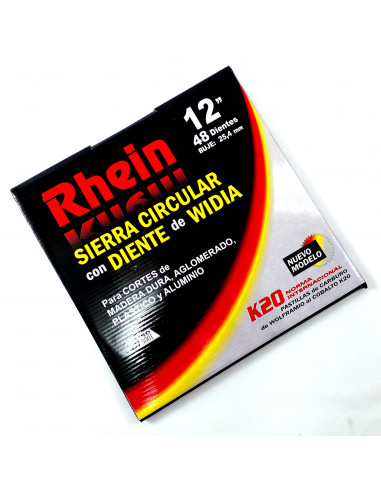 12”
48 Dientes
BUJE: 25,4 mm
Rhein
SIERRA CIRCULAR
con DIENTE de WIDIA
Para CORTES de
MADERA DURA, AGLOMERADO,
PLASTICO y ALUMINIO
NUEVO
MODELO
K20 NORMA
INTERNACIONAL
PASTILLAS de CARBURO
de WOLFRAMIO al COBALTO K20